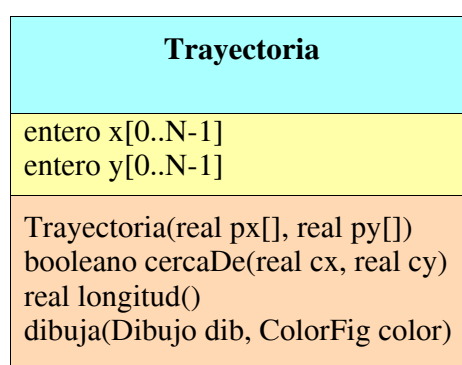 Trayectoria
entero x[0..N-1]
entero y[0..N-1]
Trayectoria(real px[], real py[])
booleano cercaDe(real cx, real cy)
real longitud()
dibuja(Dibujo dib, ColorFig color)